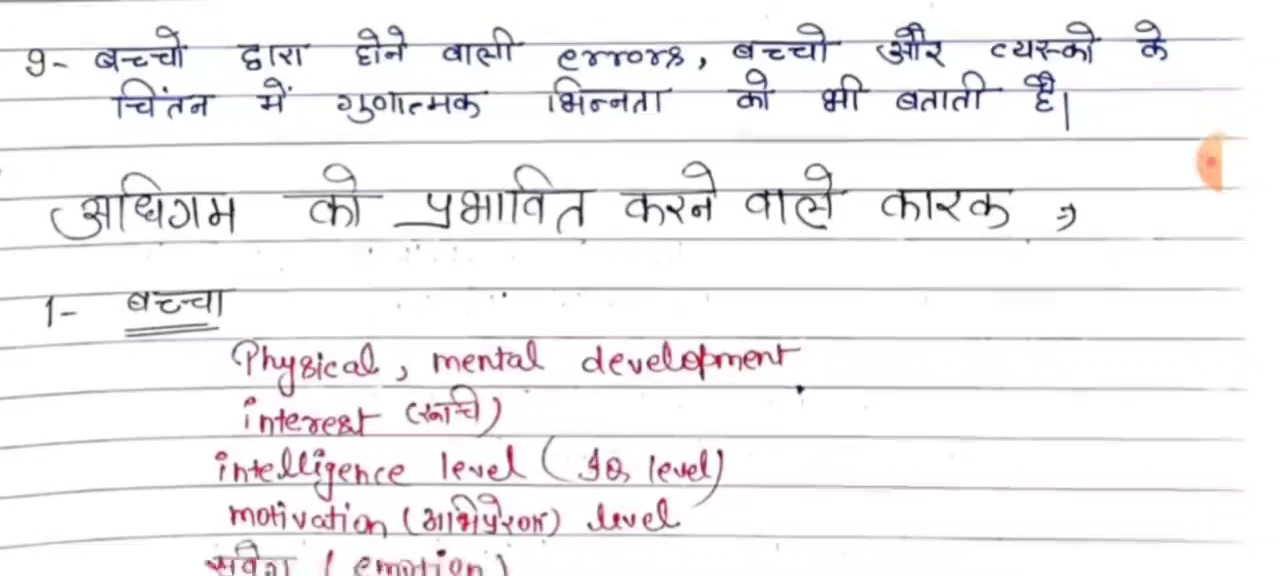 9- बच्चो द्वारा होने वाली errors, बच्चो और व्यस्को के
चिंतन में गुणात्मक भिन्नता को भी बताती है।
अधिगम को प्रभावित करने वाले कारक ⇒
1- बच्चा
Physical, mental development
interest (रूचि)
intelligence level (IQ level)
motivation (अभिप्रेरणा) level
संवेग (emotion)